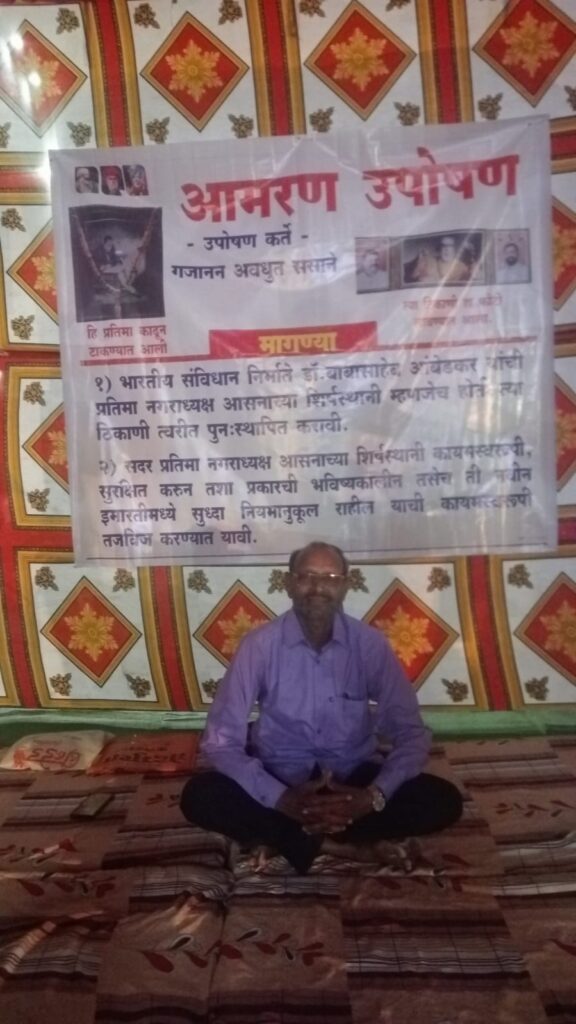 आमरण उपोषण
- उपोषण कर्ते -
गजानन अवधुत ससाने
हि प्रतिमा काढून
टाकण्यात आली
मागण्या
१) भारतीय संविधान निर्माते डॉ.बाबासाहेब आंबेडकर यांची
प्रतिमा नगराध्यक्ष आसनाच्या शिर्षस्थानी म्हणजेच होती त्या
ठिकाणी त्वरीत पुन:स्थापित करावी.
२) सदर प्रतिमा नगराध्यक्ष आसनाच्या शिर्षस्थानी कायमस्वरूपी,
सुरक्षित करुन तशा प्रकारची भविष्यकालीन तसेच ती नवीन
इमारतीमध्ये सुध्दा नियमानुकूल राहील याची कायमस्वरूपी
तजविज करण्यात यावी.